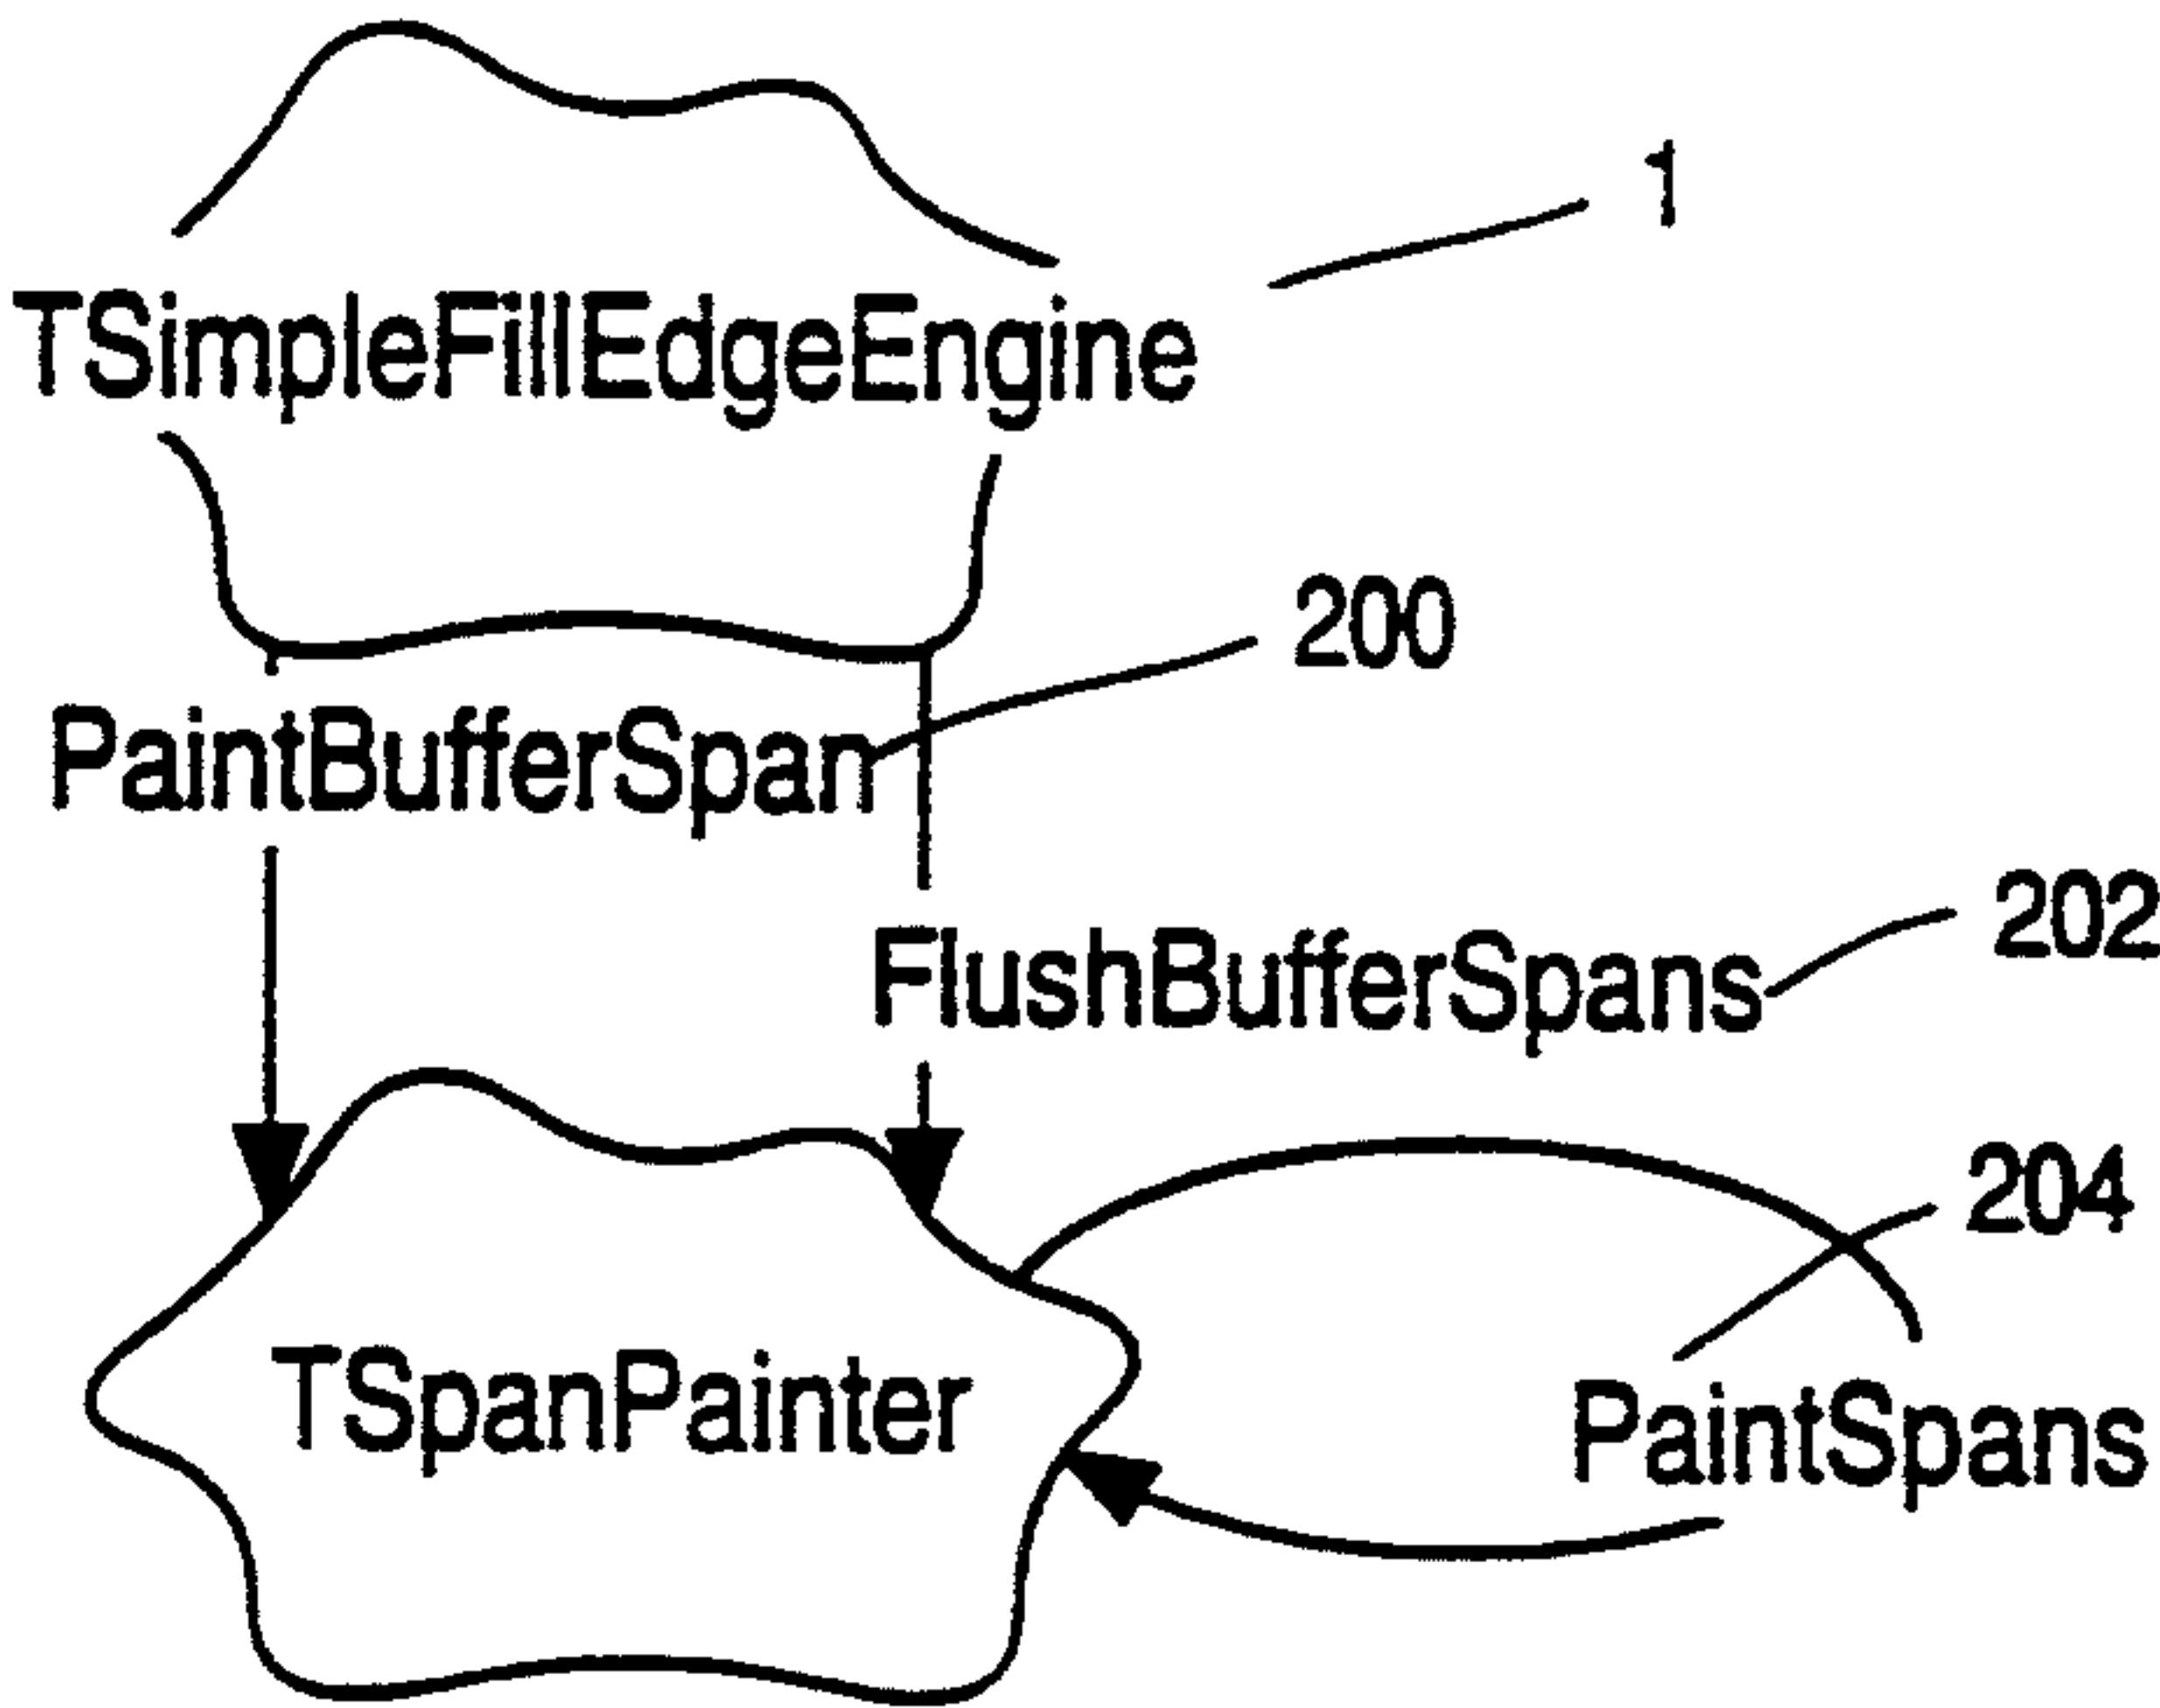 1
TSimpleFillEdgeEngine
200
PaintBufferSpan
202
FlushBufferSpans
204
TSpanPainter
PaintSpans